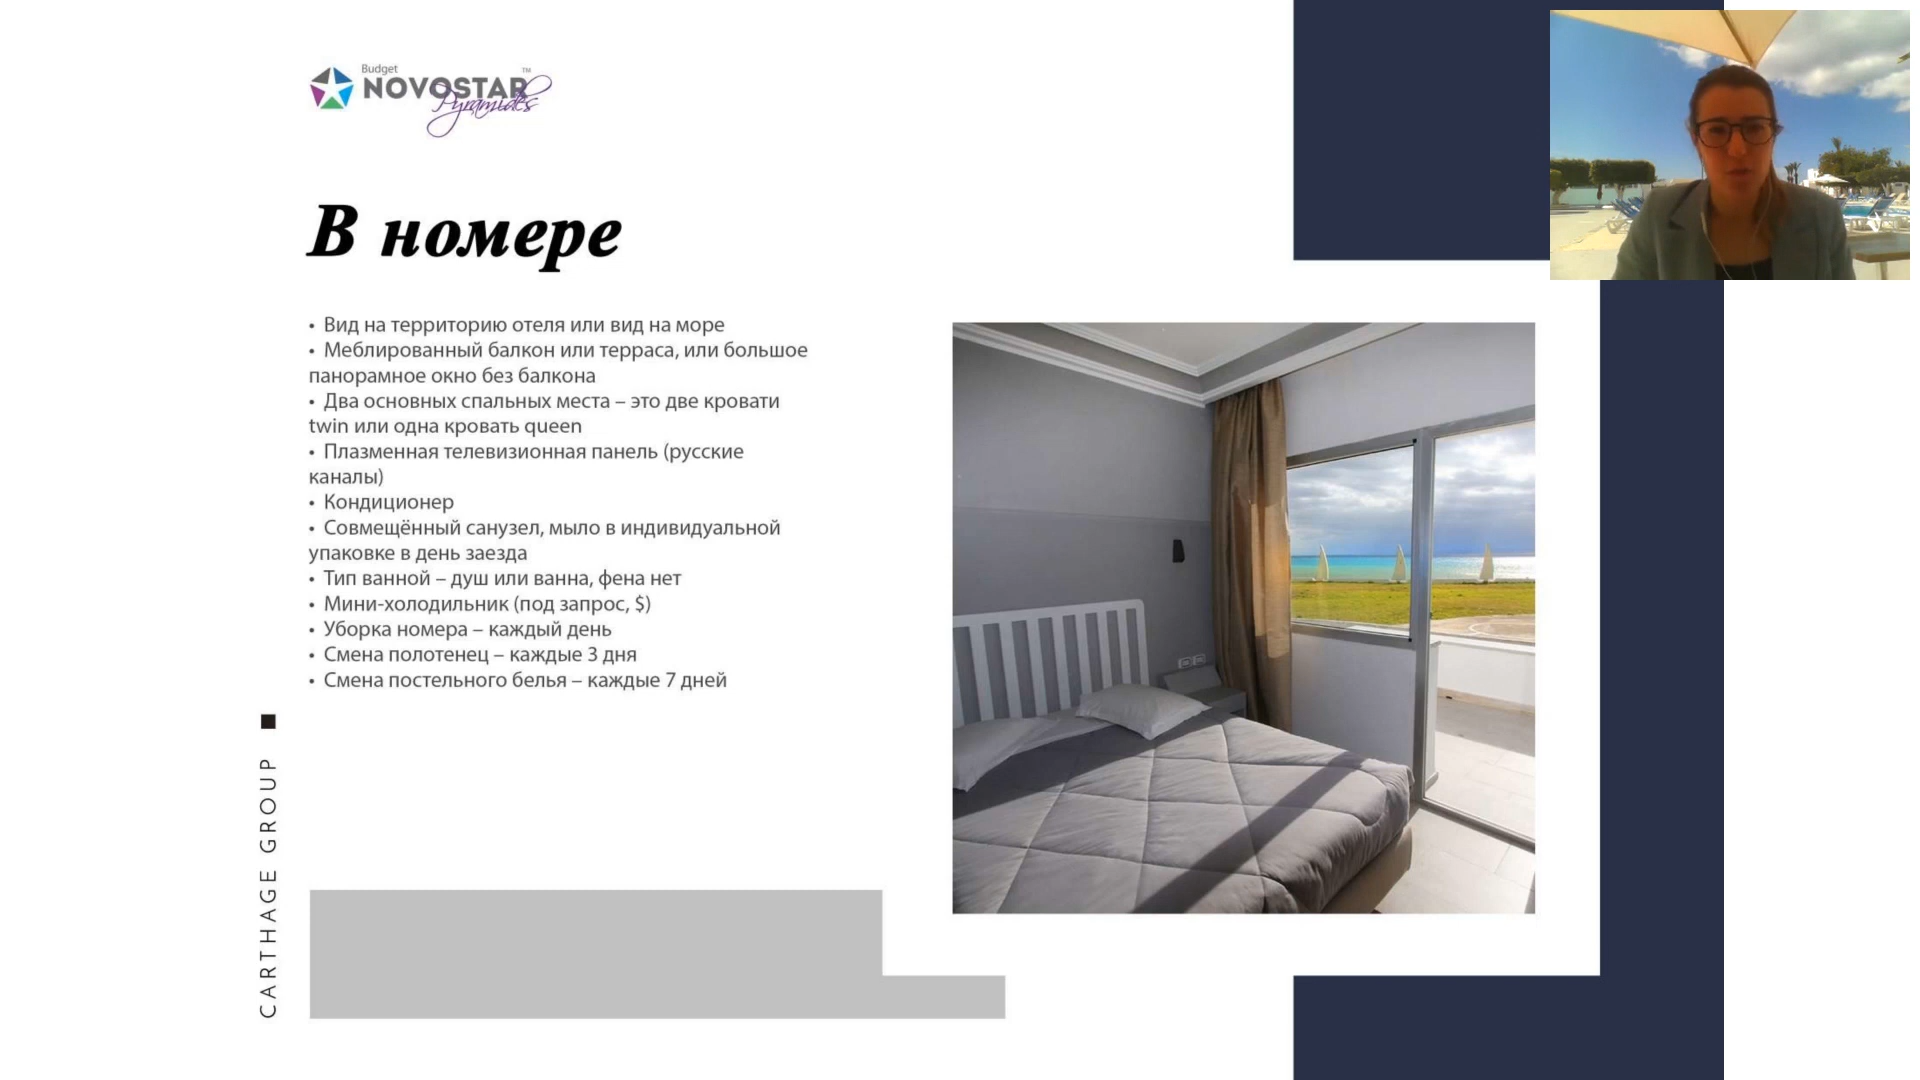 Budget
NOVOSTAR™
Pyramides
В номере
• Вид на территорию отеля или вид на море
• Меблированный балкон или терраса, или большое
панорамное окно без балкона
• Два основных спальных места – это две кровати
twin или одна кровать queen
• Плазменная телевизионная панель (русские
каналы)
• Кондиционер
• Совмещённый санузел, мыло в индивидуальной
упаковке в день заезда
• Тип ванной – душ или ванна, фена нет
• Мини-холодильник (под запрос, $)
• Уборка номера – каждый день
• Смена полотенец – каждые 3 дня
• Смена постельного белья – каждые 7 дней
CARTHAGE GROUP